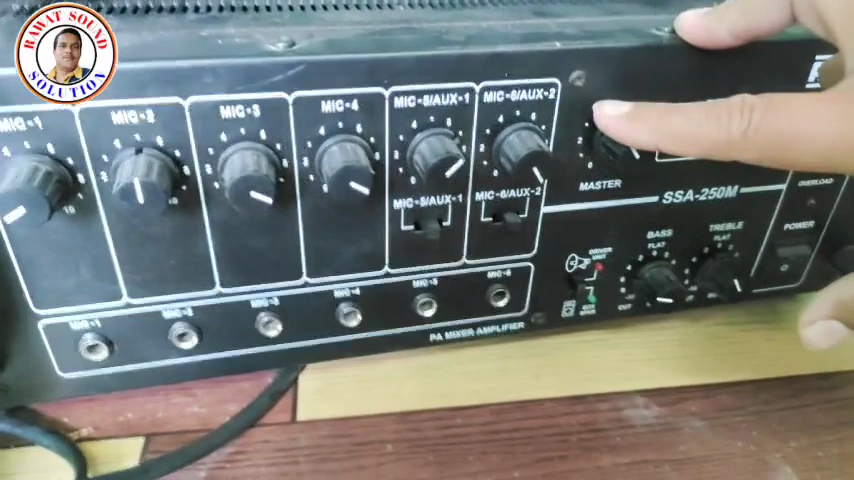 RAWAT SOUND
SOLUTION
MIC-1
MIC-2
MIC-3
MIC-4
MIC-5/AUX-1
MIC-6/AUX-2
MIC-5/AUX-1
MIC-6/AUX-2
MASTER
SSA-250M
OVERLOAD
POWER
BASS
FLAT
CUT
TREBLE
FLAT
DRIVER
UNIT
MIC-1
MIC-2
MIC-3
MIC-4
MIC-5
MIC-6
PA MIXER AMPLIFIER